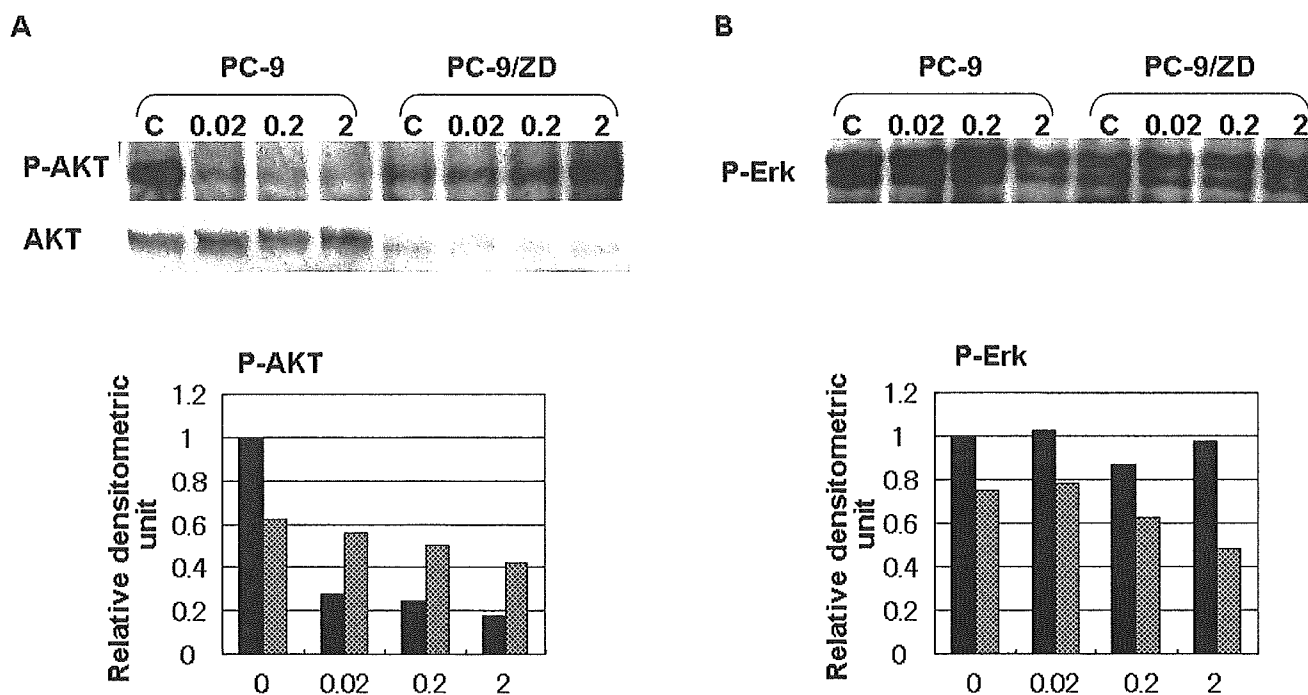 A
PC-9 PC-9/ZD
C 0.02 0.2 2 C 0.02 0.2 2
P-AKT
AKT
P-AKT
Relative densitometric
unit
1.2
1
0.8
0.6
0.4
0.2
0
0 0.02 0.2 2
B
PC-9 PC-9/ZD
C 0.02 0.2 2 C 0.02 0.2 2
P-Erk
P-Erk
Relative densitometric
unit
1.2
1
0.8
0.6
0.4
0.2
0
0 0.02 0.2 2